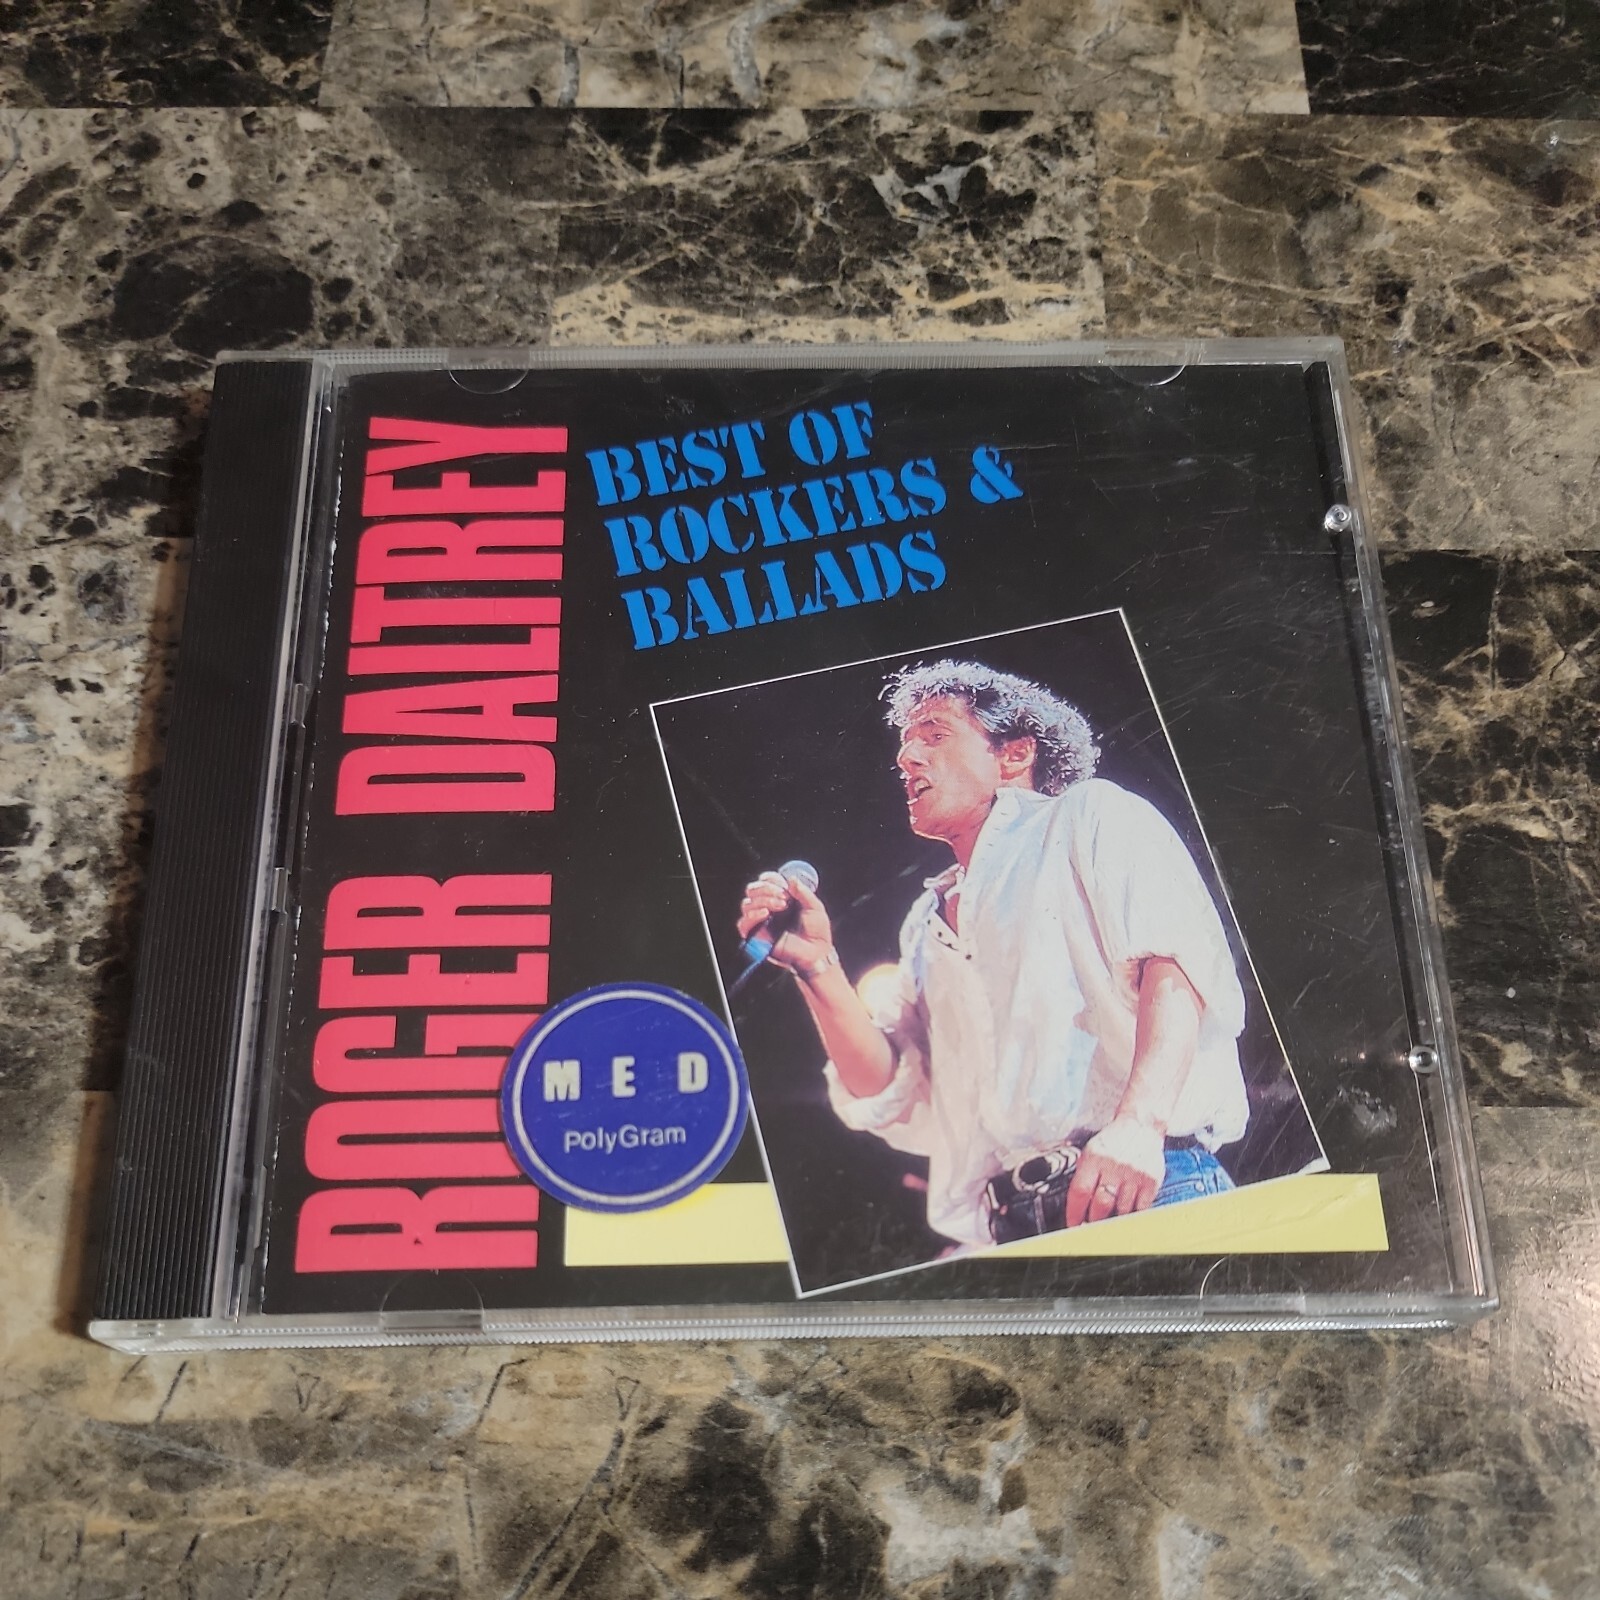 ROGER DALTREY
BEST OF
ROCKERS &
BALLADS
MED
PolyGram